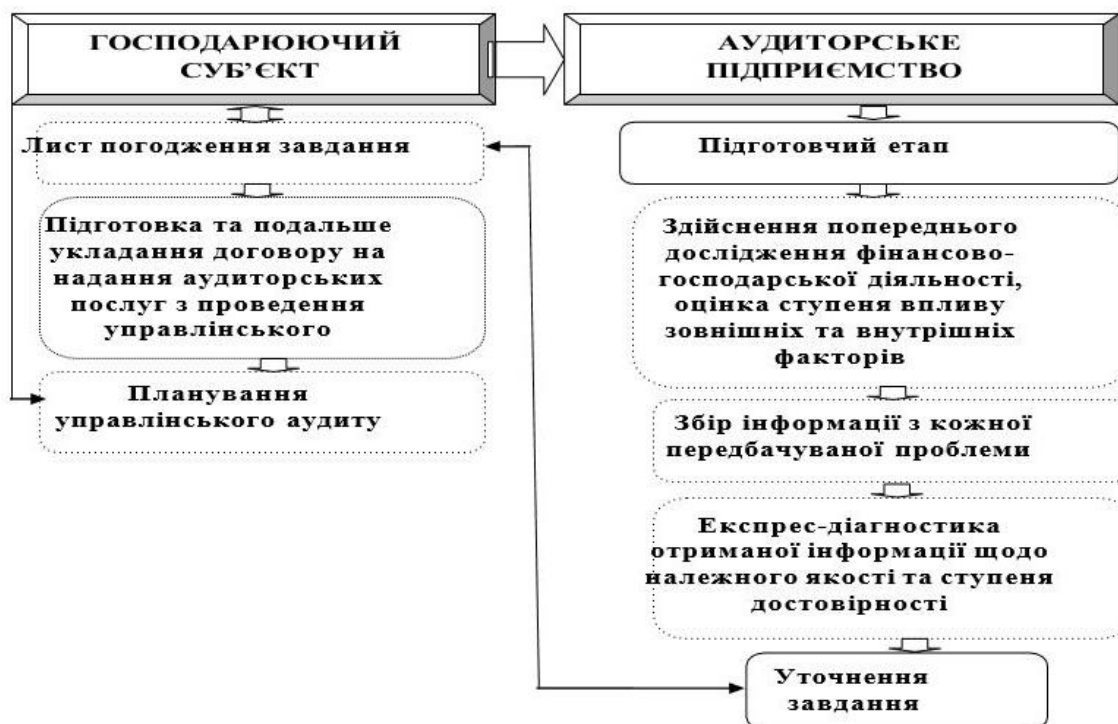 ГОСПОДАРЮЮЧИЙ
СУБ’ЄКТ
Лист погодження завдання
Підготовка та подальше
укладання договору на
надання аудиторських
послуг з проведення
управлінського
Планування
управлінського аудиту
АУДИТОРСЬКЕ
ПІДПРИЄМСТВО
Підготовчий етап
Здійснення попереднього
дослідження фінансово-
господарської діяльності,
оцінка ступеня впливу
зовнішніх та внутрішніх
факторів
Збір інформації з кожної
передбачуваної проблеми
Експрес-діагностика
отриманої інформації щодо
належного якості та ступеня
достовірності
Уточнення
завдання